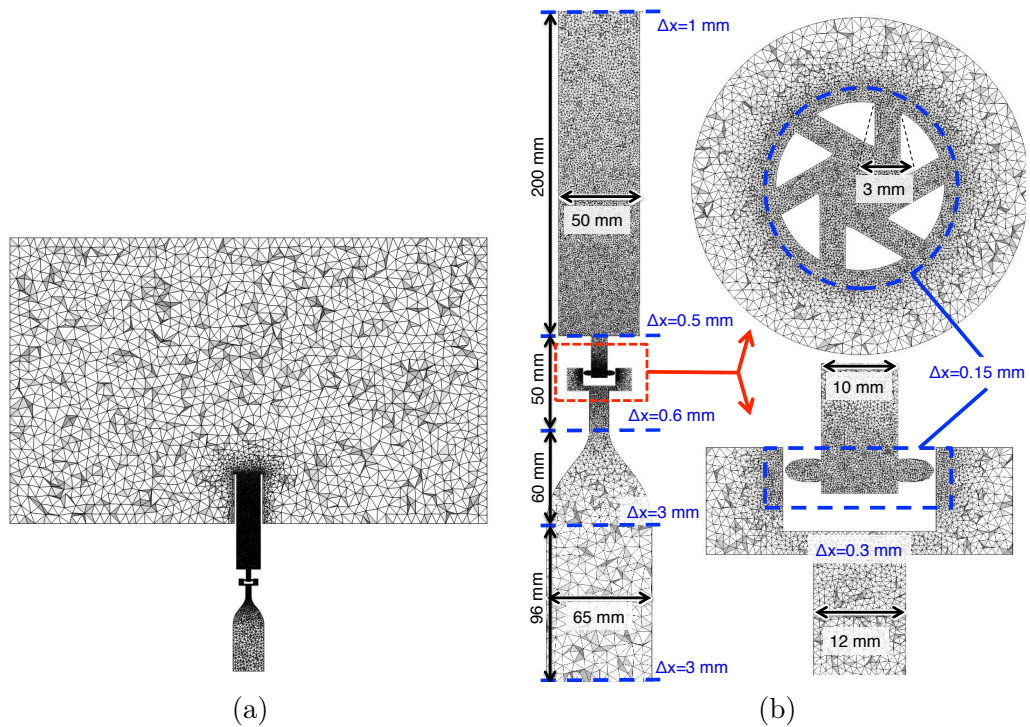 Δx=1 mm
200 mm
50 mm
3 mm
Δx=0.5 mm
50 mm
Δx=0.15 mm
10 mm
Δx=0.6 mm
60 mm
Δx=3 mm
Δx=0.3 mm
96 mm
65 mm
12 mm
Δx=3 mm
(a)
(b)